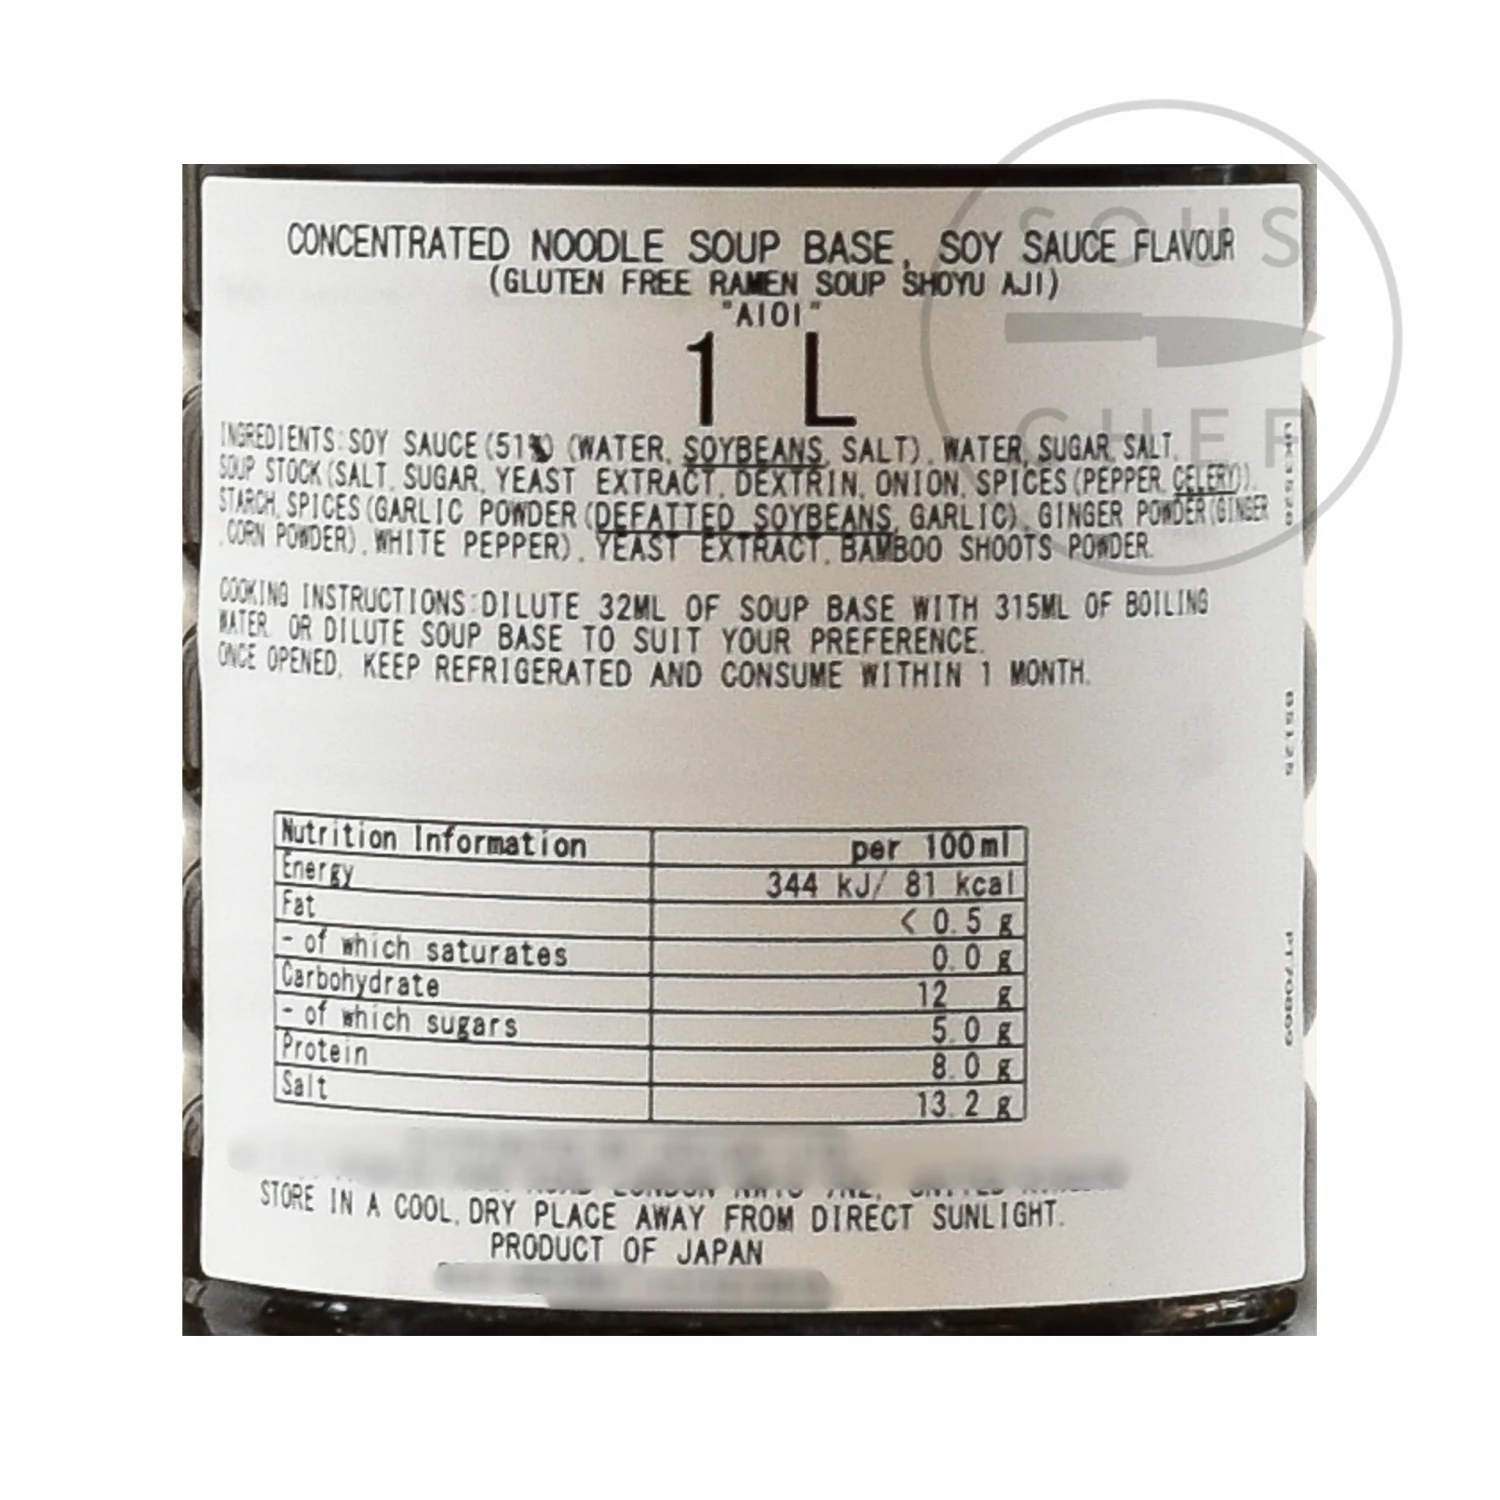 SOUS
CHEF
CONCENTRATED NOODLE SOUP BASE, SOY SAUCE FLAVOUR
(GLUTEN FREE RAMEN SOUP SHOYU AJI)
"AIOI"
1 L
INGREDIENTS:SOY SAUCE(51%) (WATER, SOYBEANS, SALT), WATER, SUGAR, SALT,
SOUP STOCK(SALT, SUGAR, YEAST EXTRACT, DEXTRIN, ONION, SPICES(PEPPER, CELERY)),
STARCH, SPICES(GARLIC POWDER(DEFATTED SOYBEANS, GARLIC), GINGER POWDER(GINGER
,CORN POWDER), WHITE PEPPER), YEAST EXTRACT, BAMBOO SHOOTS POWDER.
COOKING INSTRUCTIONS:DILUTE 32ML OF SOUP BASE WITH 315ML OF BOILING
WATER, OR DILUTE SOUP BASE TO SUIT YOUR PREFERENCE.
ONCE OPENED, KEEP REFRIGERATED AND CONSUME WITHIN 1 MONTH.
Nutrition Information per 100ml
Energy 344 kJ/ 81 kcal
Fat < 0.5 g
- of which saturates 0.0 g
Carbohydrate 12 g
- of which sugars 5.0 g
Protein 8.0 g
Salt 13.2 g
STORE IN A COOL, DRY PLACE AWAY FROM DIRECT SUNLIGHT.
PRODUCT OF JAPAN